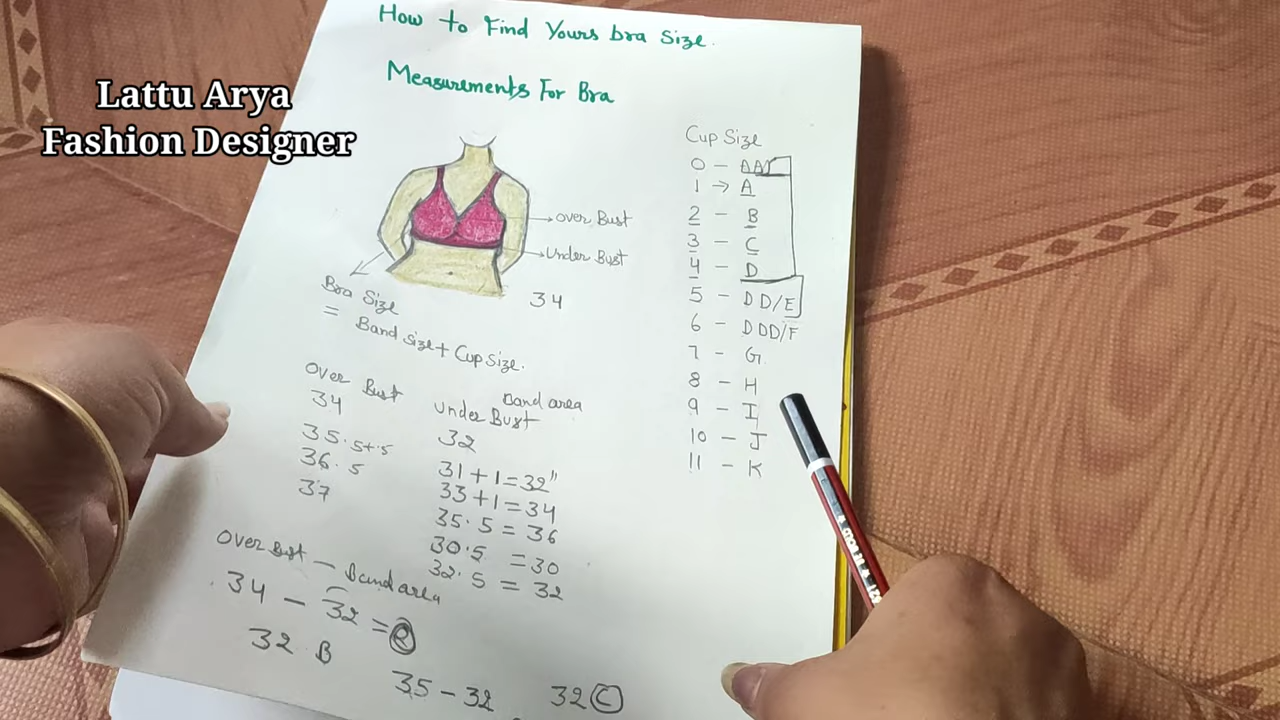 How to Find Yours bra Size.
Measurements For Bra
Lattu Arya
Fashion Designer
Cup Size
0 - AA
1 → A
2 - B
3 - C
4 - D
5 - DD/E
6 - DDD/F
7 - G
8 - H
9 - I
10 - J
11 - K
over Bust
Under Bust
34
Bra Size
= Band size + Cup Size.
Over Bust
34
35.5+.5
36.5
37
Band area
Under Bust
32
31+1=32"
33+1=34
35.5=36
30.5=30
32.5=32
Over Bust - Band area
34 - 32 = 2
32 B
35-32
32 C